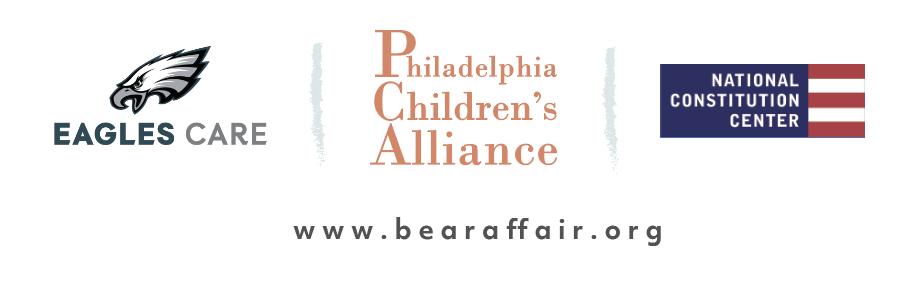 EAGLES CARE
Philadelphia
Children's
Alliance
NATIONAL
CONSTITUTION
CENTER
www.bearaffair.org